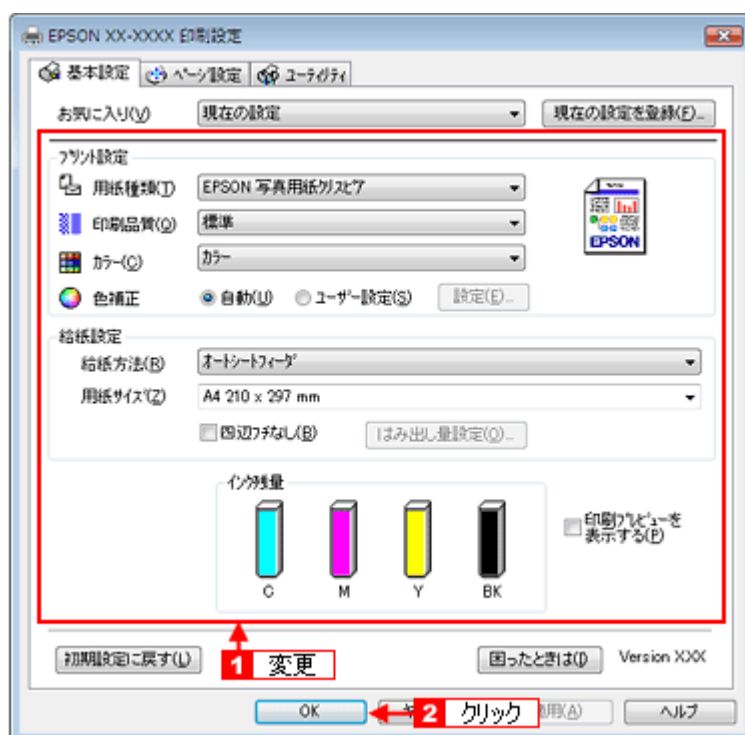 EPSON XX-XXXX 印刷設定
基本設定 ページ設定 ユーティリティ
お気に入り(V) 現在の設定 現在の設定を登録(F)...
プリント設定
用紙種類(T) EPSON 写真用紙クリスピア
印刷品質(Q) 標準
カラー(C) カラー
EPSON
色補正 自動(U) ユーザー設定(S) 設定(E)...
給紙設定
給紙方法(R) オートシートフィーダ
用紙サイズ(Z) A4 210 x 297 mm
四辺フチなし(B) はみ出し量設定(O)...
インク残量
印刷プレビューを
表示する(P)
C M Y BK
初期設定に戻す(L) 1 変更 困ったときは(I) Version XXX
OK 2 クリック 用(A) ヘルプ